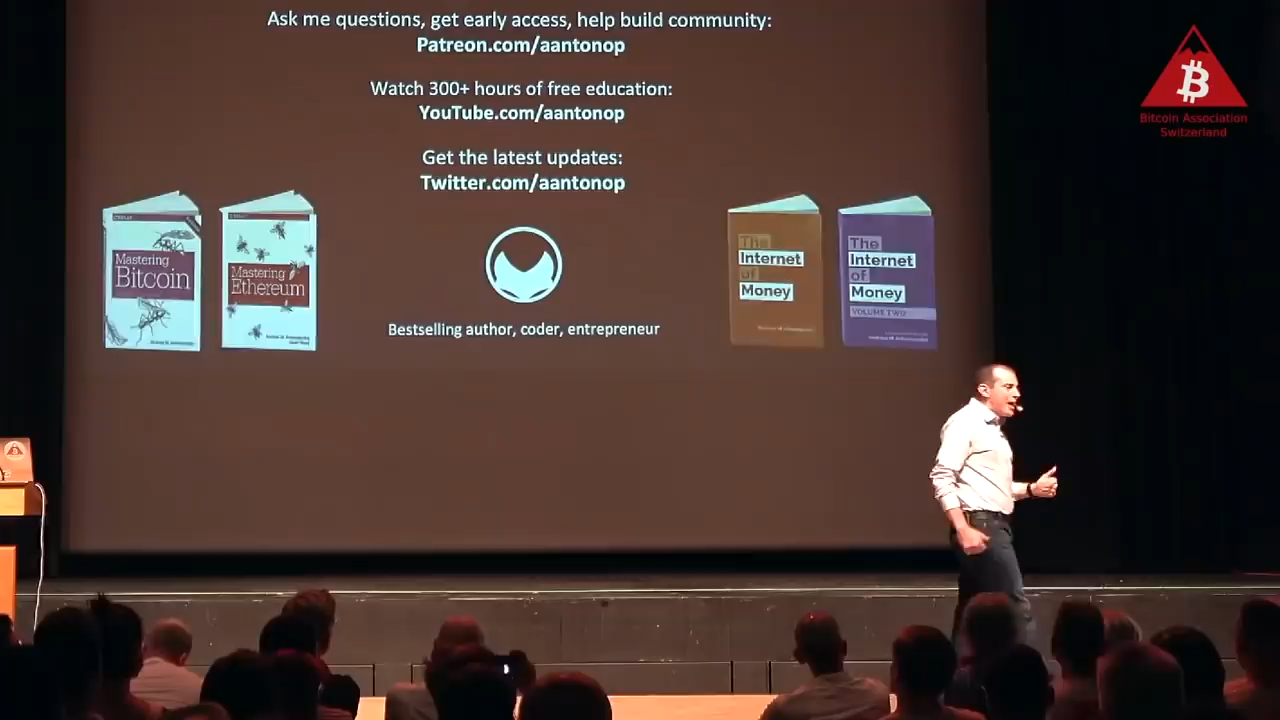 Ask me questions, get early access, help build community:
Patreon.com/aantonop
Watch 300+ hours of free education:
YouTube.com/aantonop
Get the latest updates:
Twitter.com/aantonop
Bitcoin Association
Switzerland
Mastering
Bitcoin
Mastering
Ethereum
The
Internet
of
Money
The
Internet
of
Money
VOLUME TWO
Bestselling author, coder, entrepreneur